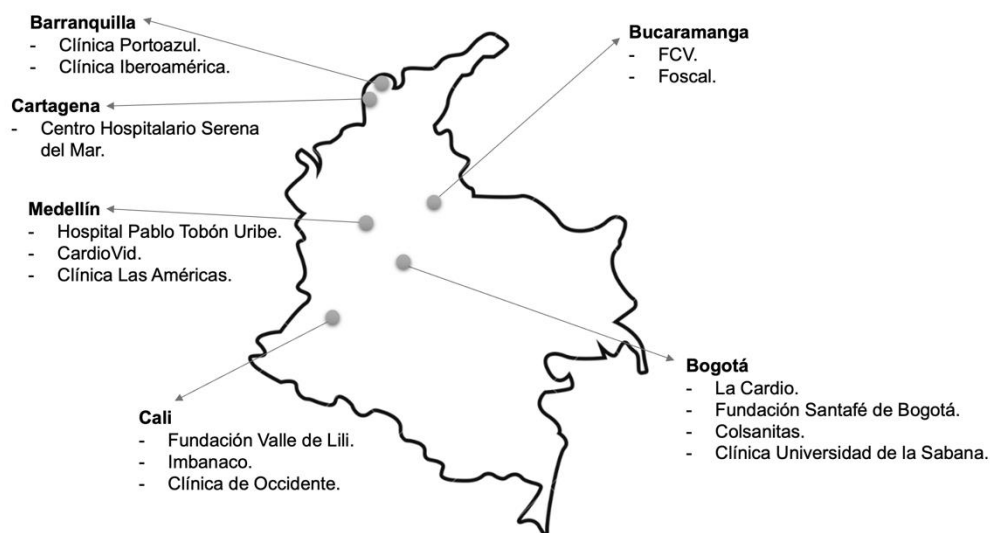 Barranquilla
- Clínica Portoazul.
- Clínica Iberoamérica.
Cartagena
- Centro Hospitalario Serena
del Mar.
Medellín
- Hospital Pablo Tobón Uribe.
- CardioVid.
- Clínica Las Américas.
Cali
- Fundación Valle de Lili.
- Imbanaco.
- Clínica de Occidente.
Bucaramanga
- FCV.
- Foscal.
Bogotá
- La Cardio.
- Fundación Santafé de Bogotá.
- Colsanitas.
- Clínica Universidad de la Sabana.